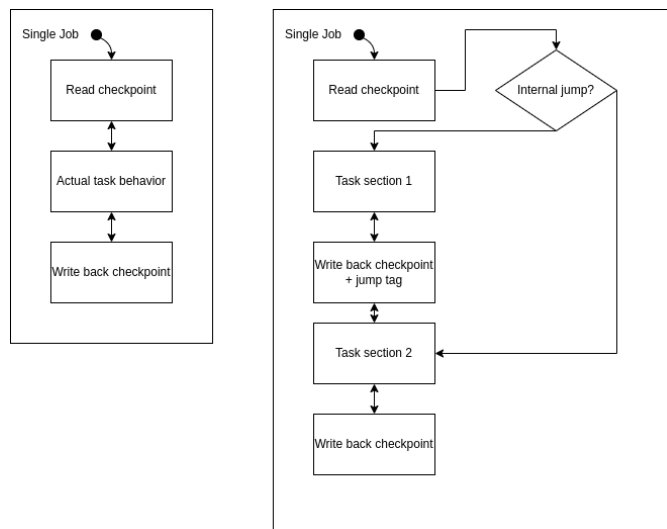 Single Job
Read checkpoint
Actual task behavior
Write back checkpoint
Single Job
Read checkpoint
Internal jump?
Task section 1
Write back checkpoint
+ jump tag
Task section 2
Write back checkpoint